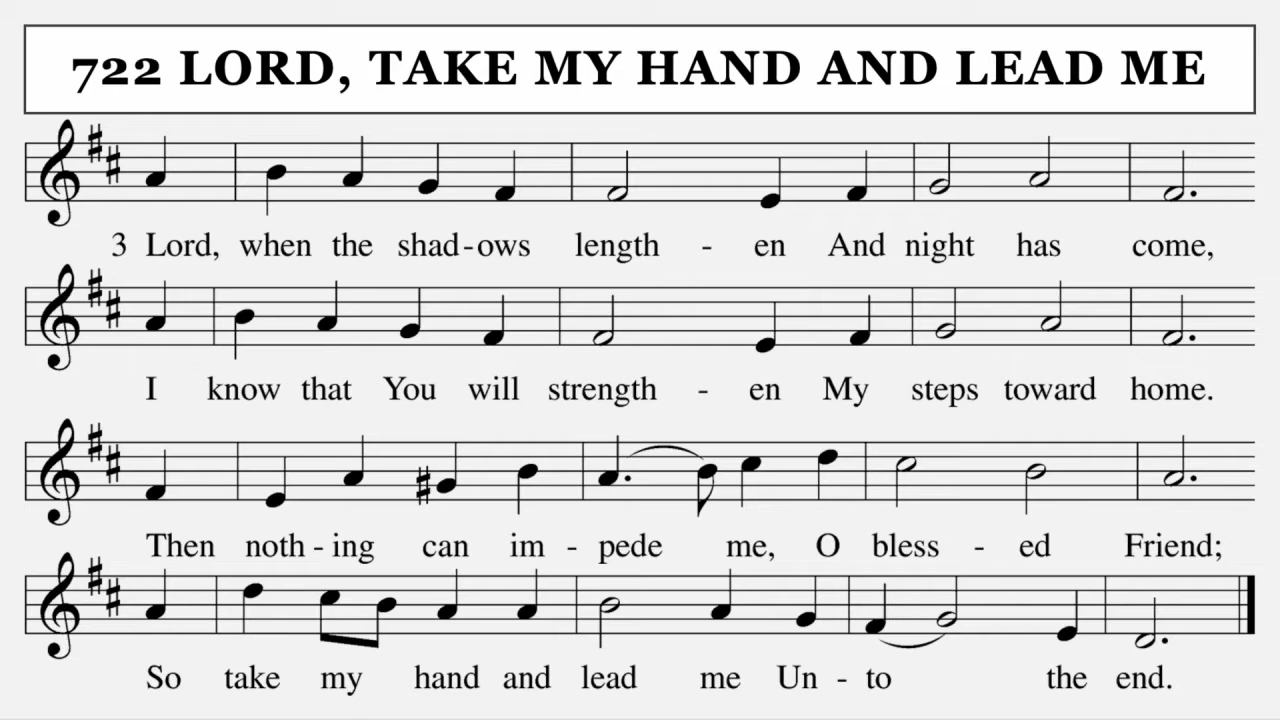 722 LORD, TAKE MY HAND AND LEAD ME
3 Lord, when the shad-ows length - en And night has come,
I know that You will strength - en My steps toward home.
Then noth - ing can im - pede me, O bless - ed Friend;
So take my hand and lead me Un - to the end.